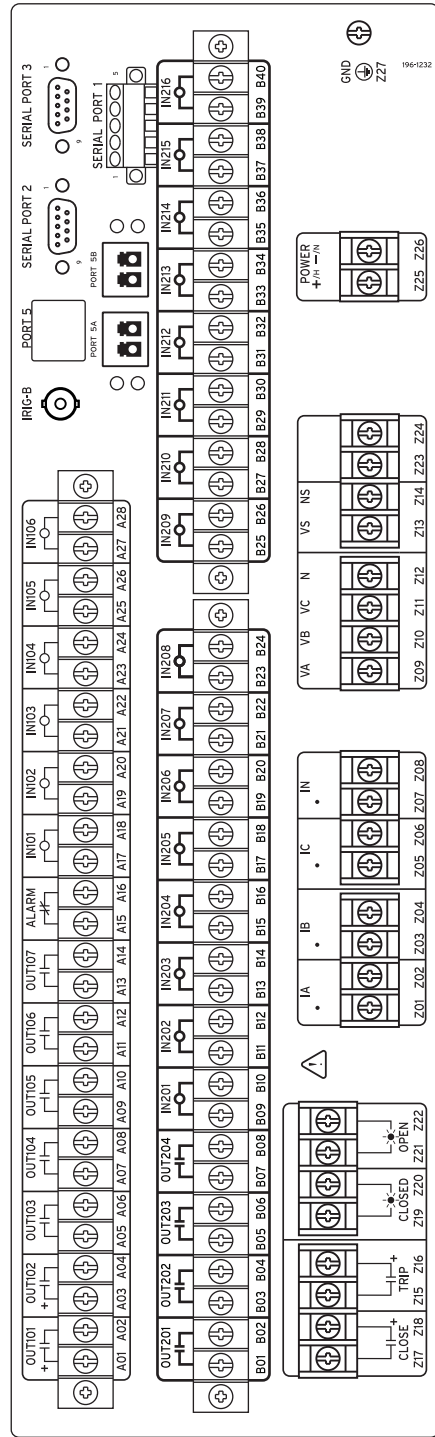 OUT101 OUT102 OUT103 OUT104 OUT105 OUT106 OUT107 ALARM IN101 IN102 IN103 IN104 IN105 IN106
+ +
A01 A02 A03 A04 A05 A06 A07 A08 A09 A10 A11 A12 A13 A14 A15 A16 A17 A18 A19 A20 A21 A22 A23 A24 A25 A26 A27 A28
IRIG-B
PORT 5
PORT 5A
PORT 5B
SERIAL PORT 2
9 1
SERIAL PORT 3
9 1
SERIAL PORT 1
1 5
OUT201 OUT202 OUT203 OUT204 IN201 IN202 IN203 IN204 IN205 IN206 IN207 IN208
B01 B02 B03 B04 B05 B06 B07 B08 B09 B10 B11 B12 B13 B14 B15 B16 B17 B18 B19 B20 B21 B22 B23 B24
IN209 IN210 IN211 IN212 IN213 IN214 IN215 IN216
B25 B26 B27 B28 B29 B30 B31 B32 B33 B34 B35 B36 B37 B38 B39 B40
+ +
CLOSE TRIP CLOSED OPEN
Z17 Z18 Z15 Z16 Z19 Z20 Z21 Z22
!
IA IB IC IN
Z01 Z02 Z03 Z04 Z05 Z06 Z07 Z08
VA VB VC N VS NS
Z09 Z10 Z11 Z12 Z13 Z14 Z23 Z24
POWER
+/H −/N
Z25 Z26
GND
Z27
196-1232